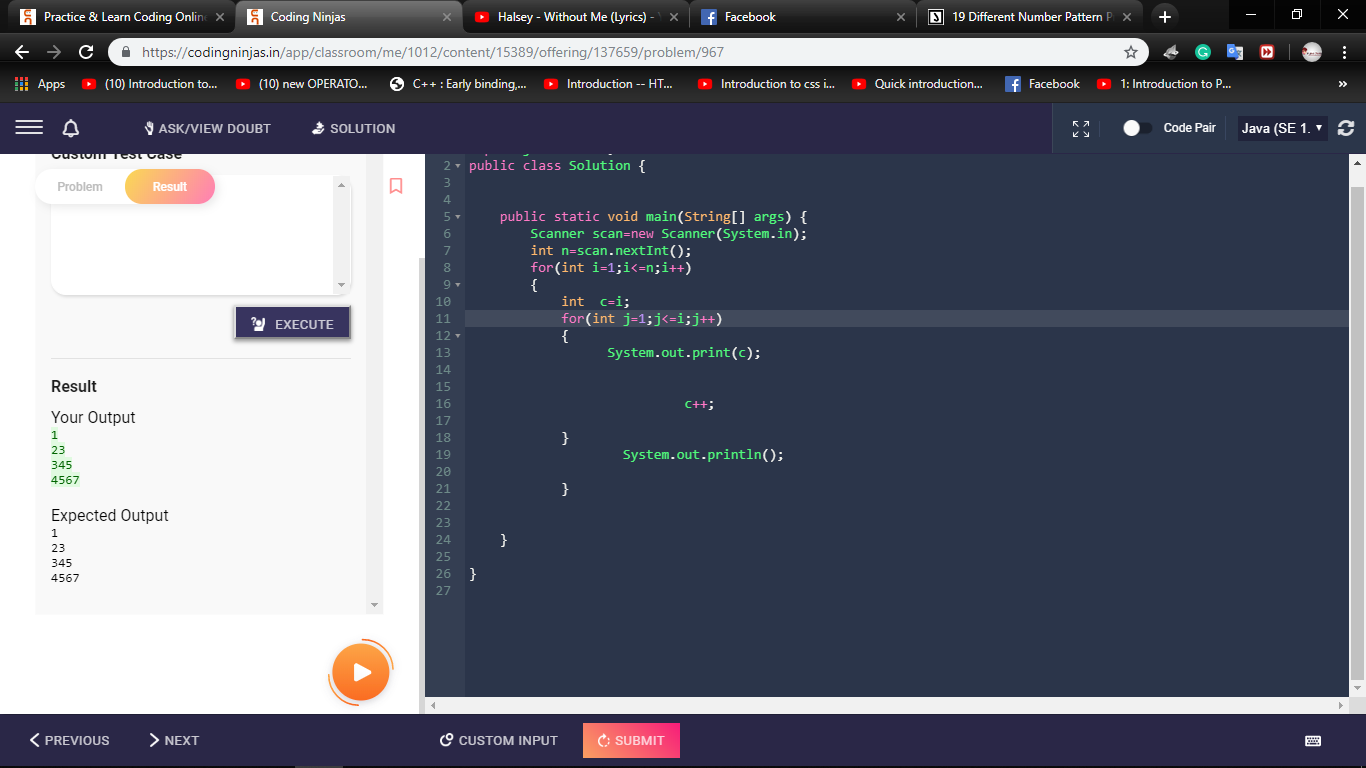 Practice & Learn Coding Online
Coding Ninjas
Halsey - Without Me (Lyrics) -
Facebook
19 Different Number Pattern P
https://codingninjas.in/app/classroom/me/1012/content/15389/offering/137659/problem/967
Apps
(10) Introduction to...
(10) new OPERATO...
C++ : Early binding,...
Introduction -- HT...
Introduction to css i...
Quick introduction...
Facebook
1: Introduction to P...
»
ASK/VIEW DOUBT
SOLUTION
Code Pair
Java (SE 1.
Custom Test Case
Problem
Result
EXECUTE
Result
Your Output
1
23
345
4567
Expected Output
1
23
345
4567
2 public class Solution {
3
4
5 public static void main(String[] args) {
6 Scanner scan=new Scanner(System.in);
7 int n=scan.nextInt();
8 for(int i=1;i<=n;i++)
9 {
10 int  c=i;
11 for(int j=1;j<=i;j++)
12 {
13 System.out.print(c);
14
15
16 c++;
17
18 }
19 System.out.println();
20
21 }
22
23
24 }
25
26 }
27
PREVIOUS
NEXT
CUSTOM INPUT
SUBMIT